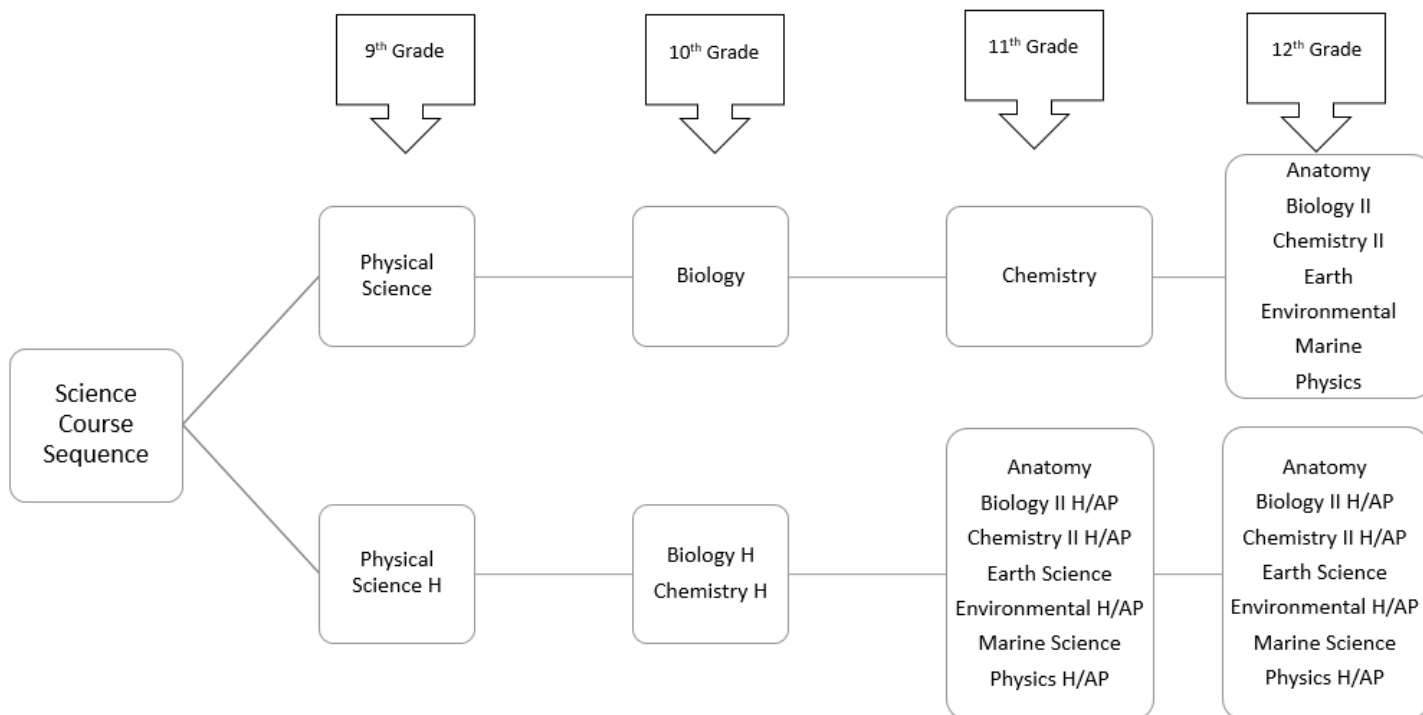 9th Grade
10th Grade
11th Grade
12th Grade
Science
Course
Sequence
Physical
Science
Biology
Chemistry
Anatomy
Biology II
Chemistry II
Earth
Environmental
Marine
Physics
Physical
Science H
Biology H
Chemistry H
Anatomy
Biology II H/AP
Chemistry II H/AP
Earth Science
Environmental H/AP
Marine Science
Physics H/AP
Anatomy
Biology II H/AP
Chemistry II H/AP
Earth Science
Environmental H/AP
Marine Science
Physics H/AP